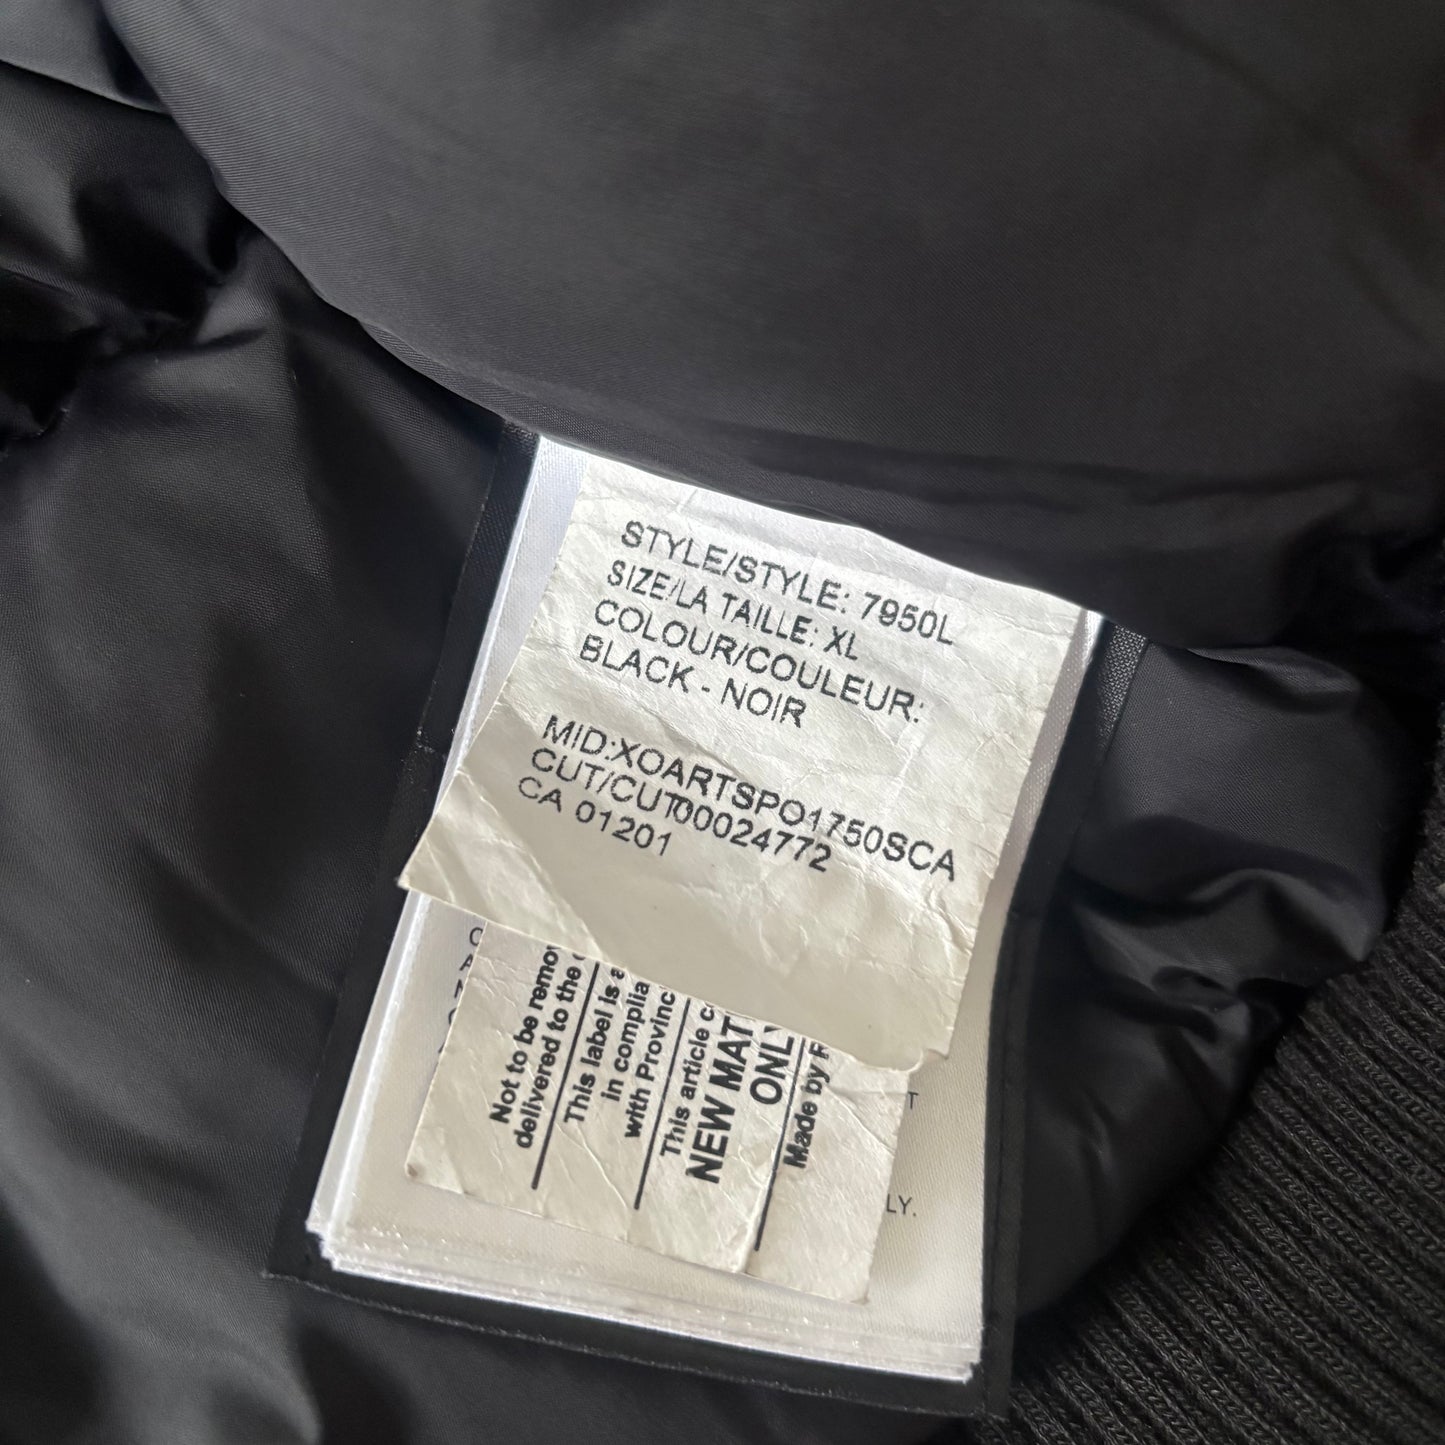 STYLE/STYLE: 7950L
SIZE/LA TAILLE: XL
COLOUR/COULEUR:
BLACK - NOIR
MID:XOARTSPO1750SCA
CUT/CUT00024772
CA 01201
Not to be remov
delivered to the
This label is a
in complia
with Provinc
This article c
NEW MAT
ONLY
Made by R
T
LY.